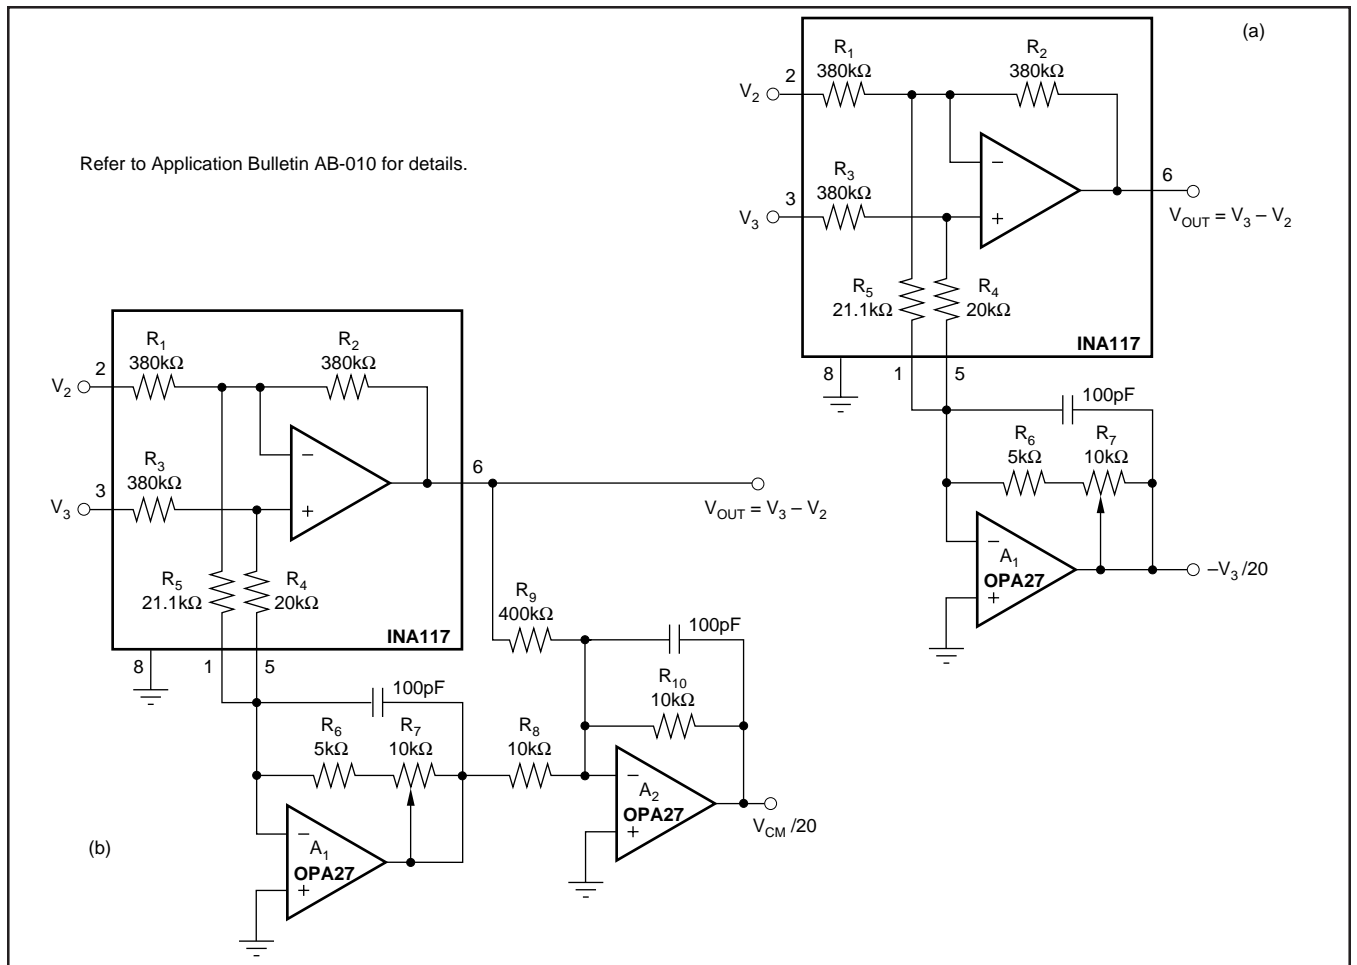 (a)
R1
380kΩ
R2
380kΩ
2
V2
R3
380kΩ
3
V3
−
+
6
VOUT = V3 – V2
R5
21.1kΩ
R4
20kΩ
INA117
8
1
5
100pF
R6
5kΩ
R7
10kΩ
−
A1
OPA27
+
–V3 /20
Refer to Application Bulletin AB-010 for details.
R1
380kΩ
R2
380kΩ
2
V2
R3
380kΩ
3
V3
−
+
6
VOUT = V3 – V2
R5
21.1kΩ
R4
20kΩ
INA117
8
1
5
R9
400kΩ
100pF
R10
10kΩ
100pF
R6
5kΩ
R7
10kΩ
R8
10kΩ
−
A2
OPA27
+
VCM /20
(b)
−
A1
OPA27
+